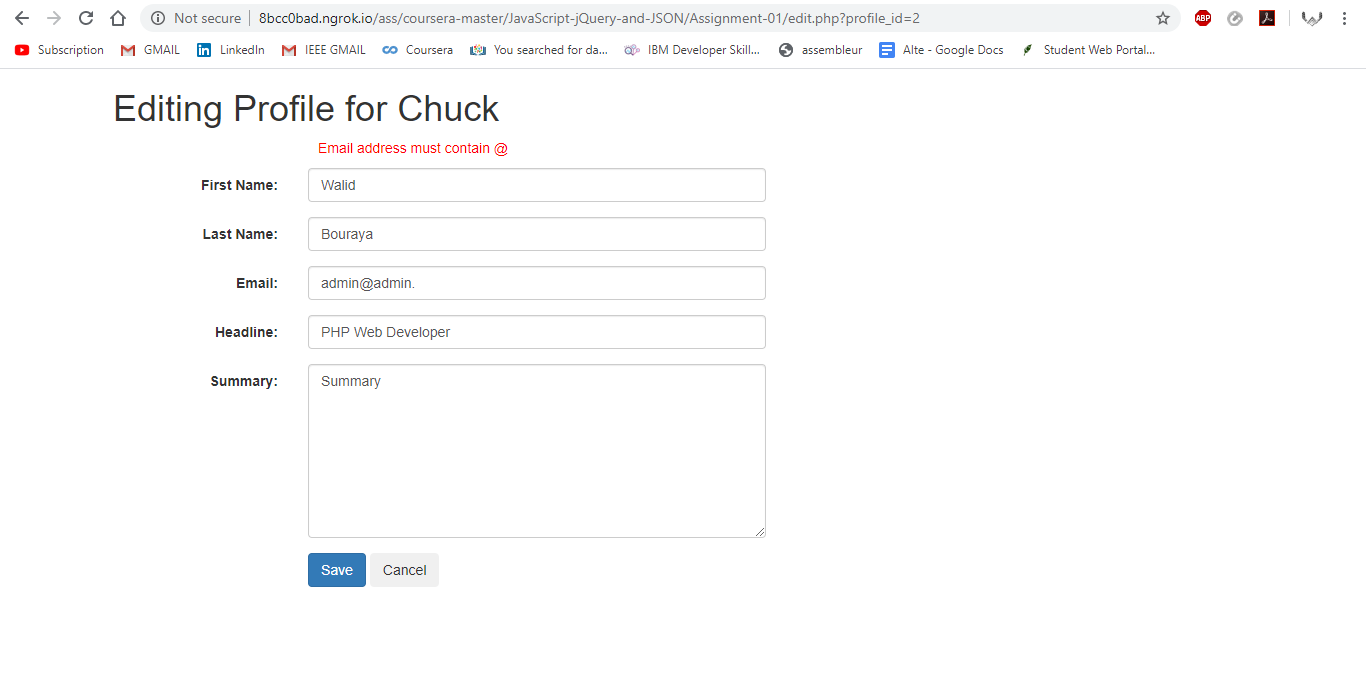 Not secure 8bcc0bad.ngrok.io/ass/coursera-master/JavaScript-jQuery-and-JSON/Assignment-01/edit.php?profile_id=2
ABP
Subscription GMAIL LinkedIn IEEE GMAIL Coursera You searched for da... IBM Developer Skill... assembleur Alte - Google Docs Student Web Portal...
Editing Profile for Chuck
Email address must contain @
First Name: Walid
Last Name: Bouraya
Email: admin@admin.
Headline: PHP Web Developer
Summary: Summary
Save Cancel